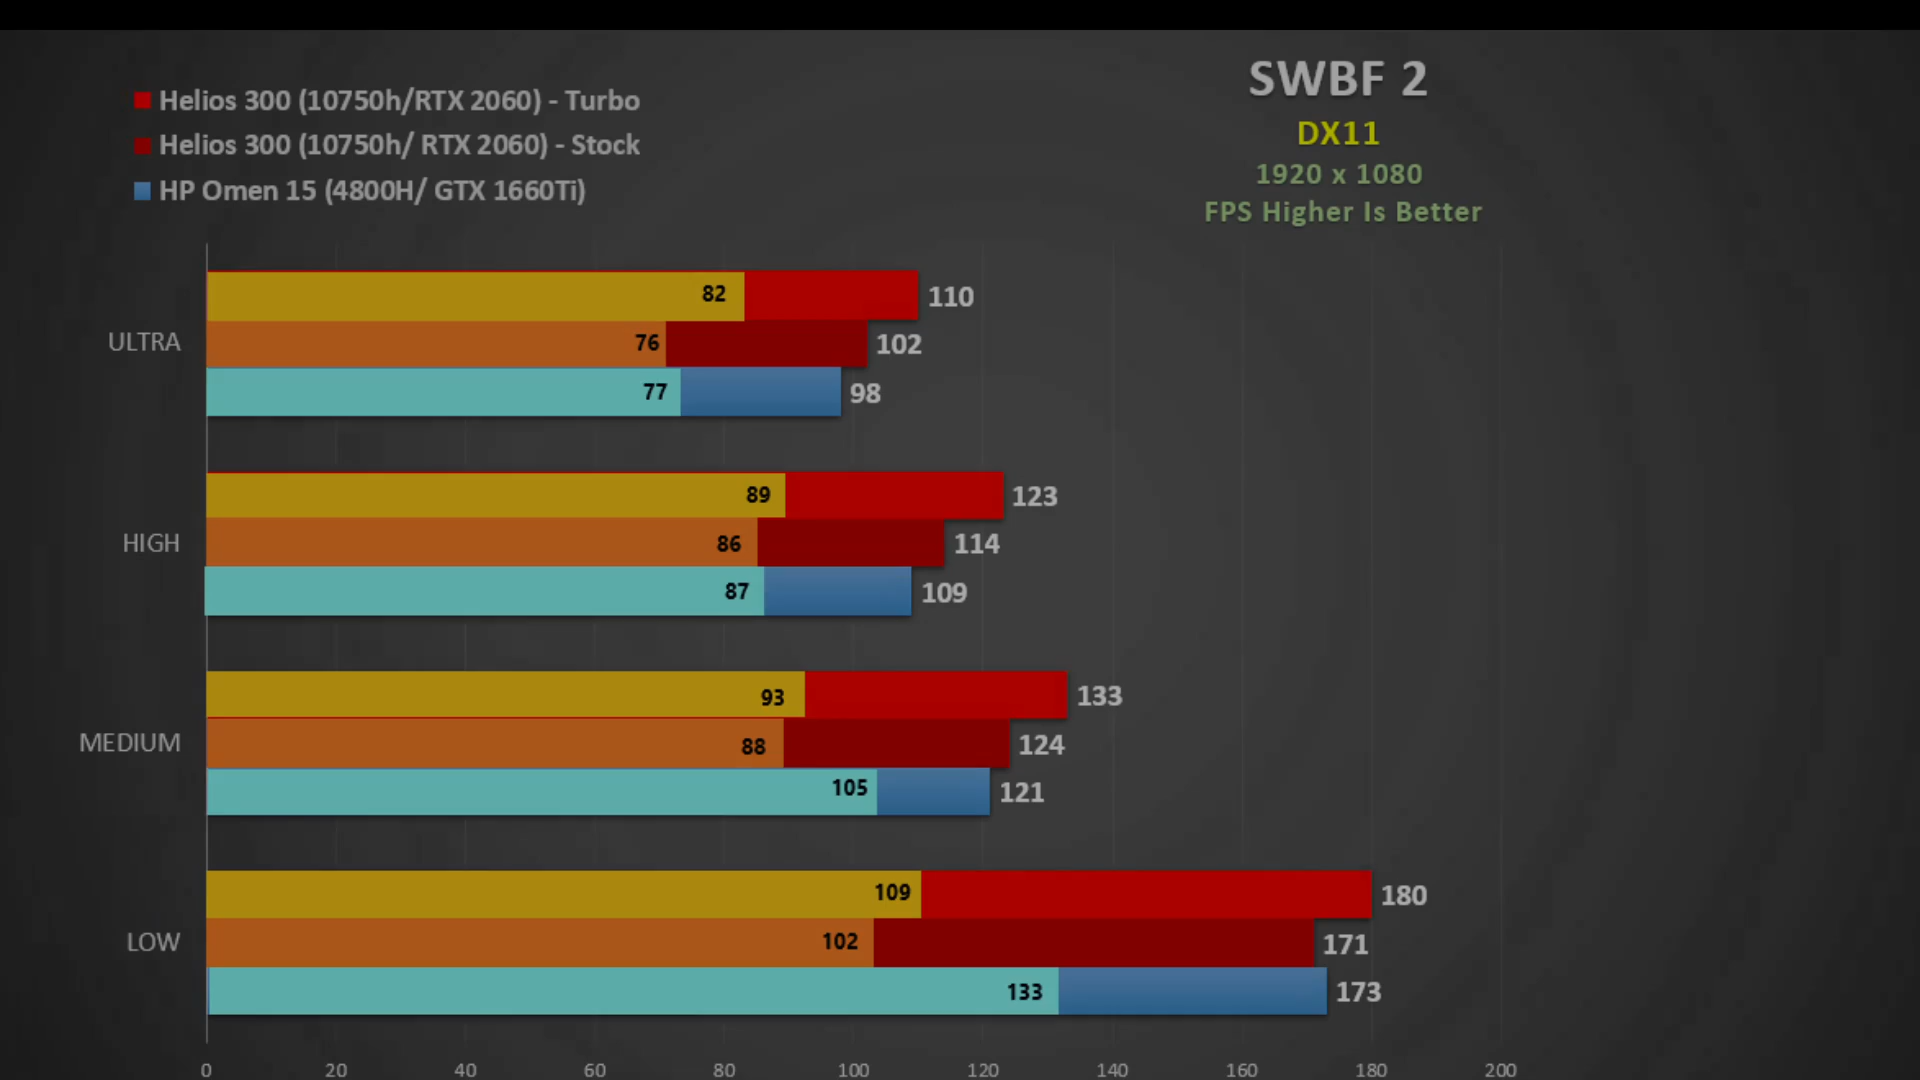 SWBF 2
DX11
1920 x 1080
FPS Higher Is Better
Helios 300 (10750h/RTX 2060) - Turbo
Helios 300 (10750h/ RTX 2060) - Stock
HP Omen 15 (4800H/ GTX 1660Ti)
ULTRA
82
110
76
102
77
98
HIGH
89
123
86
114
87
109
MEDIUM
93
133
88
124
105
121
LOW
109
180
102
171
133
173
0 20 40 60 80 100 120 140 160 180 200